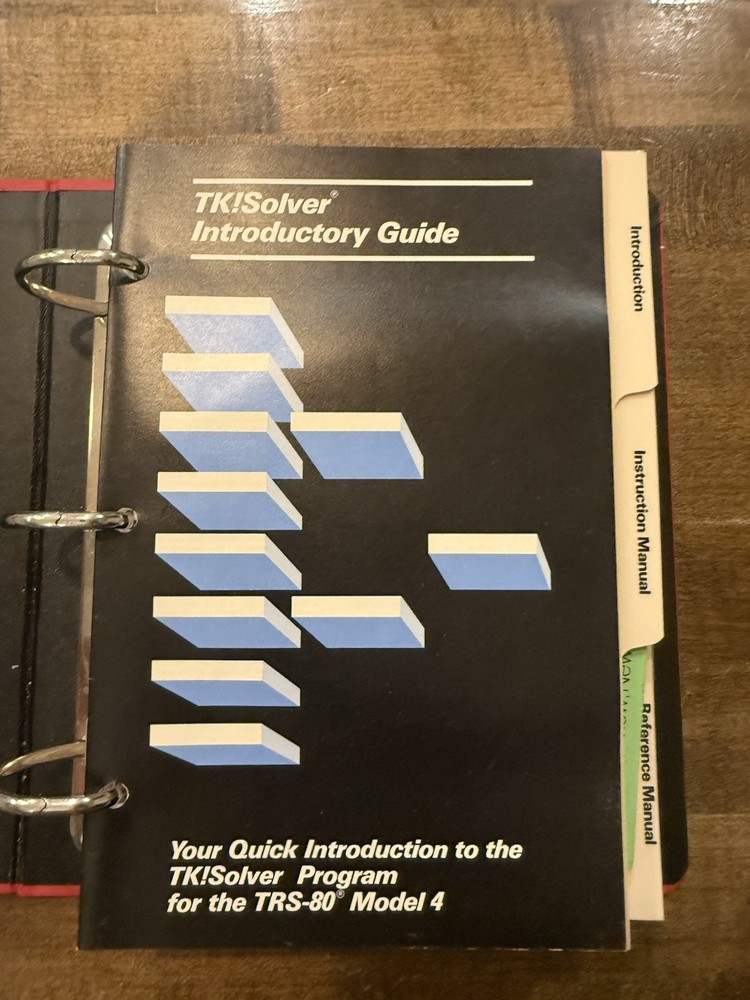 TK!Solver®
Introductory Guide
Your Quick Introduction to the
TK!Solver Program
for the TRS-80® Model 4
Introduction
Instruction Manual
Reference Manual